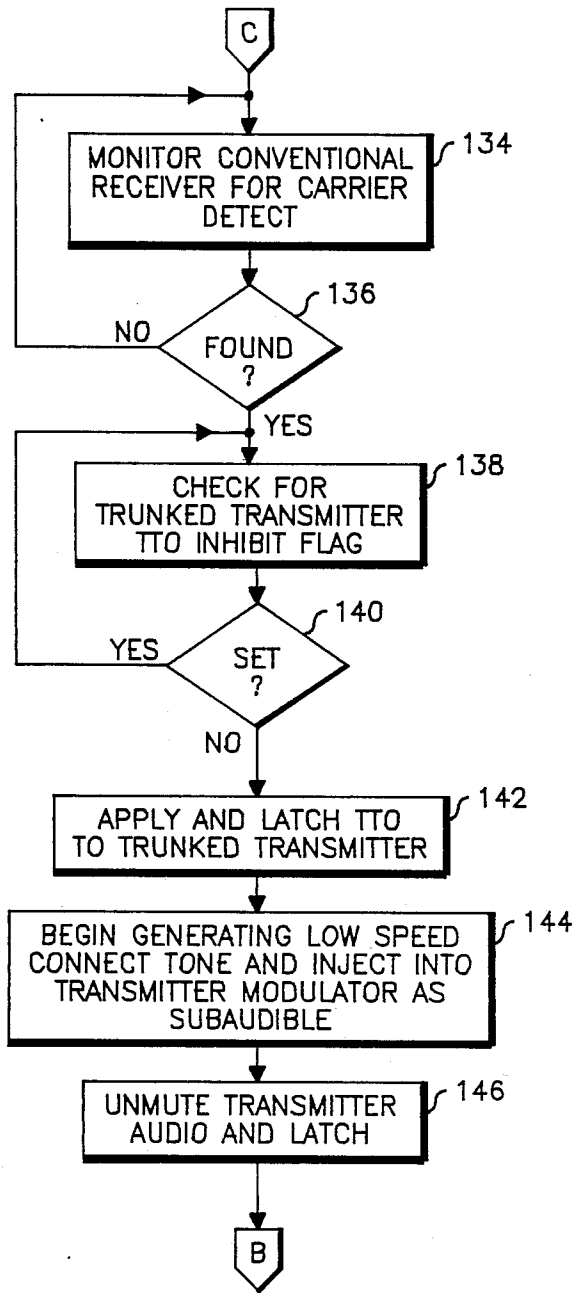 C
MONITOR CONVENTIONAL
RECEIVER FOR CARRIER
DETECT
134
136
FOUND
?
NO
YES
138
CHECK FOR
TRUNKED TRANSMITTER
TTO INHIBIT FLAG
140
YES
SET
?
NO
142
APPLY AND LATCH TTO
TO TRUNKED TRANSMITTER
144
BEGIN GENERATING LOW SPEED
CONNECT TONE AND INJECT INTO
TRANSMITTER MODULATOR AS
SUBAUDIBLE
146
UNMUTE TRANSMITTER
AUDIO AND LATCH
B